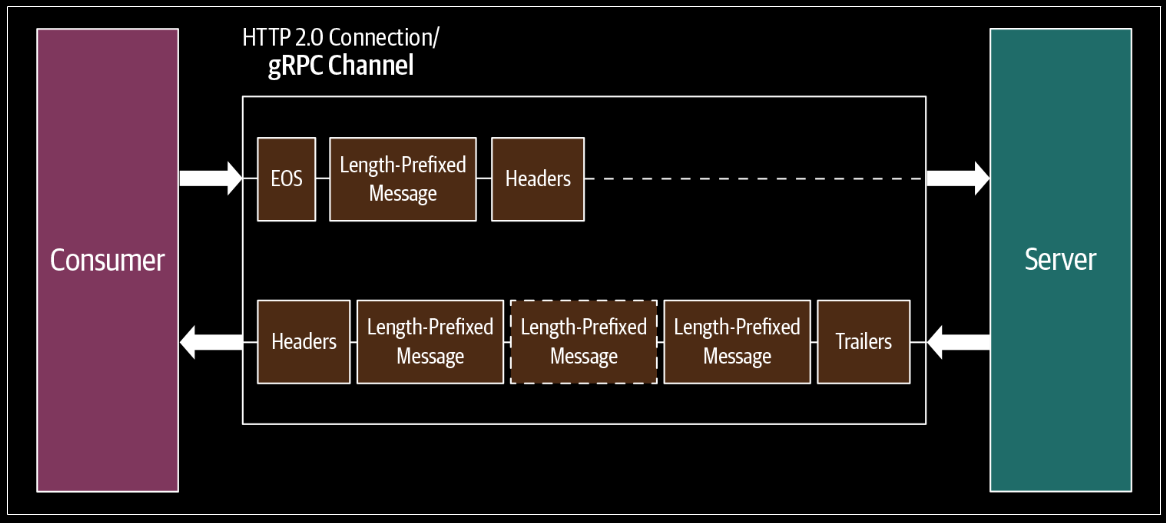 HTTP 2.0 Connection/
gRPC Channel
Consumer
EOS
Length-Prefixed
Message
Headers
Server
Headers
Length-Prefixed
Message
Length-Prefixed
Message
Length-Prefixed
Message
Trailers